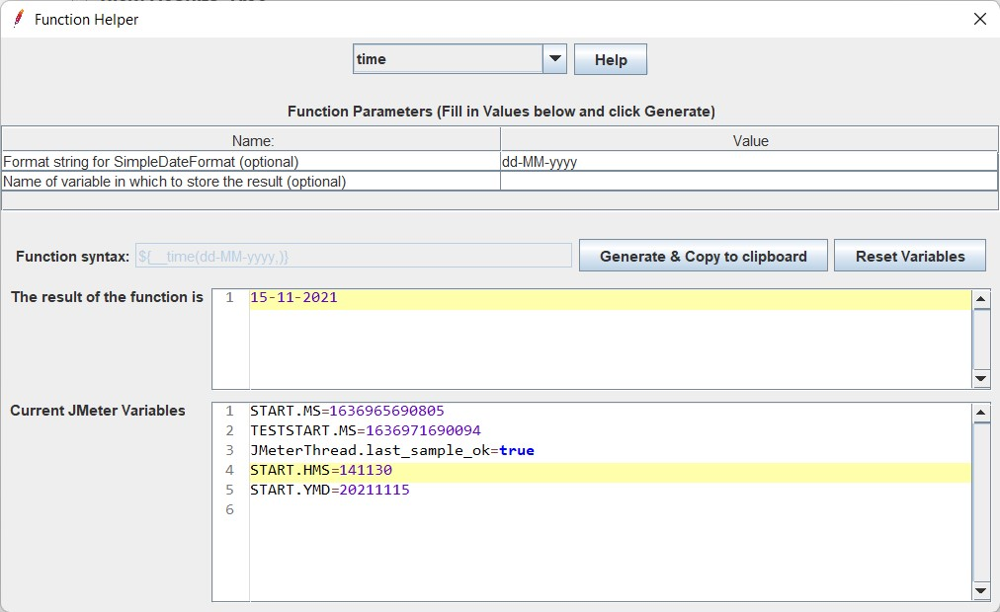 Function Helper
time
Help
Function Parameters (Fill in Values below and click Generate)
Name: Value
Format string for SimpleDateFormat (optional) dd-MM-yyyy
Name of variable in which to store the result (optional)
Function syntax: ${__time(dd-MM-yyyy,)} Generate & Copy to clipboard Reset Variables
The result of the function is 1 15-11-2021
Current JMeter Variables 1 START.MS=1636965690805
2 TESTSTART.MS=1636971690094
3 JMeterThread.last_sample_ok=true
4 START.HMS=141130
5 START.YMD=20211115
6